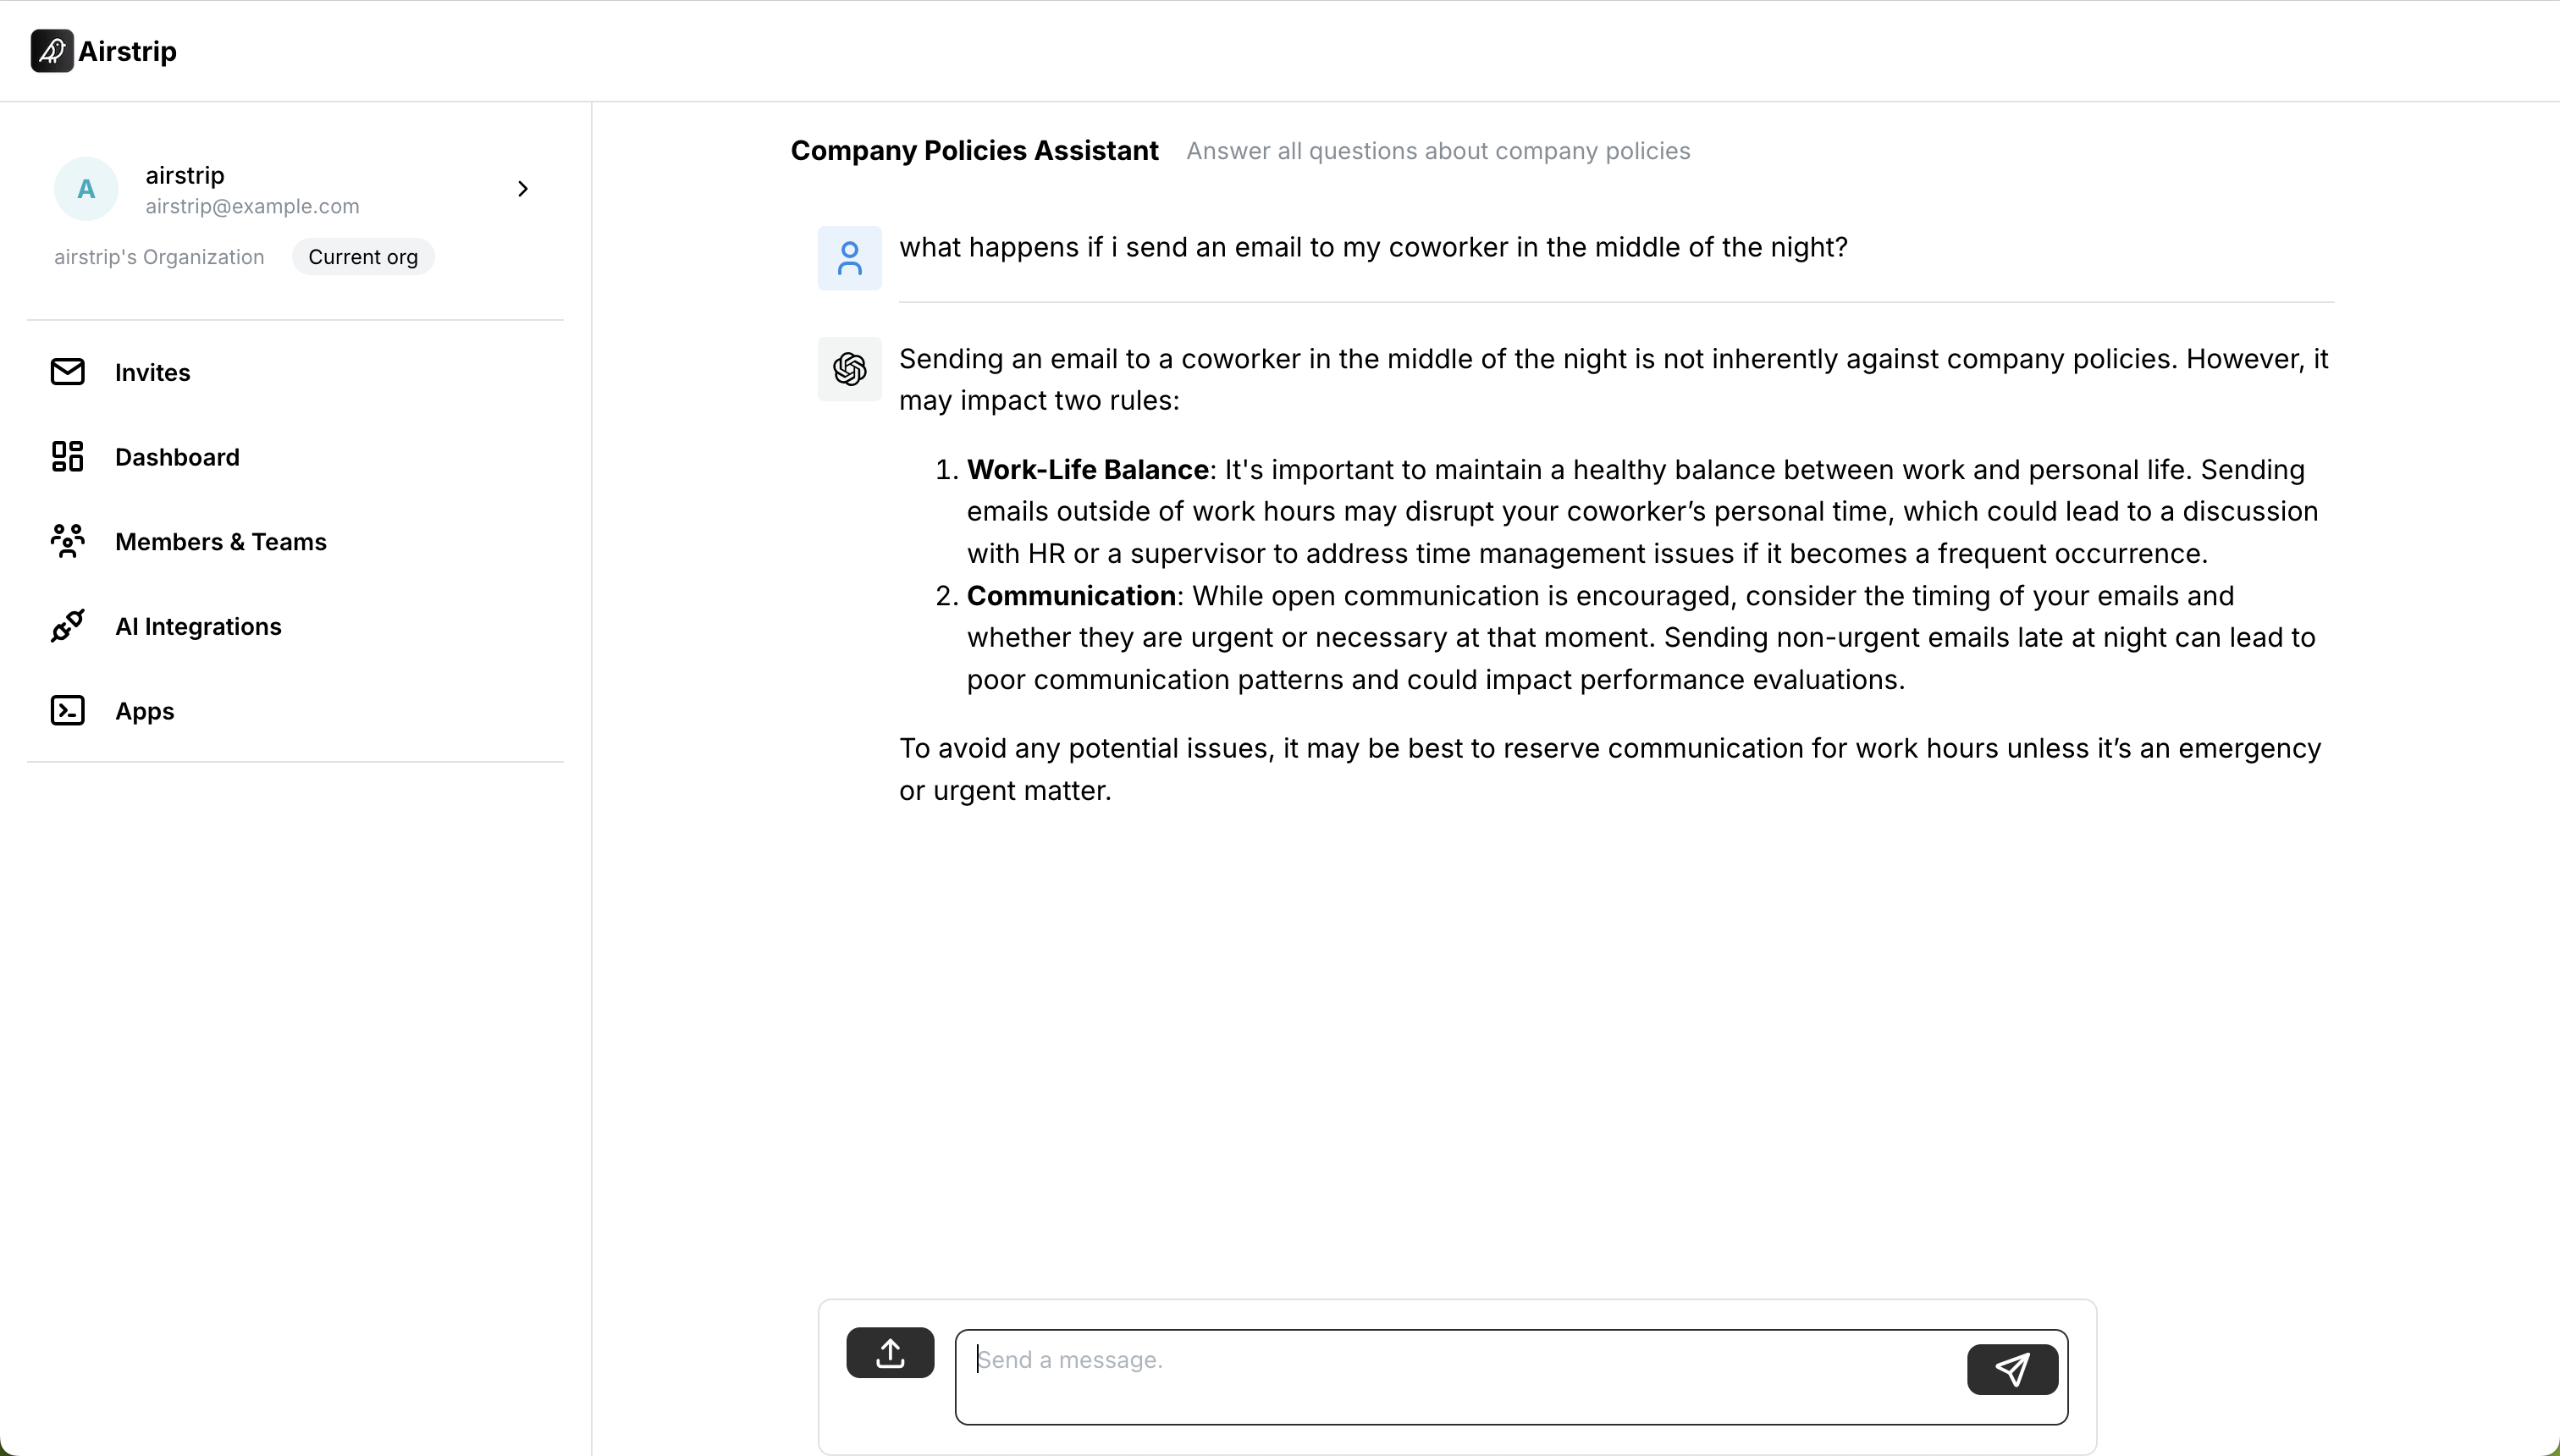 Airstrip
A
airstrip
airstrip@example.com
airstrip's Organization
Current org
Invites
Dashboard
Members & Teams
AI Integrations
Apps
Company Policies Assistant Answer all questions about company policies
what happens if i send an email to my coworker in the middle of the night?
Sending an email to a coworker in the middle of the night is not inherently against company policies. However, it
may impact two rules:
1. Work-Life Balance: It's important to maintain a healthy balance between work and personal life. Sending
emails outside of work hours may disrupt your coworker’s personal time, which could lead to a discussion
with HR or a supervisor to address time management issues if it becomes a frequent occurrence.
2. Communication: While open communication is encouraged, consider the timing of your emails and
whether they are urgent or necessary at that moment. Sending non-urgent emails late at night can lead to
poor communication patterns and could impact performance evaluations.
To avoid any potential issues, it may be best to reserve communication for work hours unless it’s an emergency
or urgent matter.
Send a message.